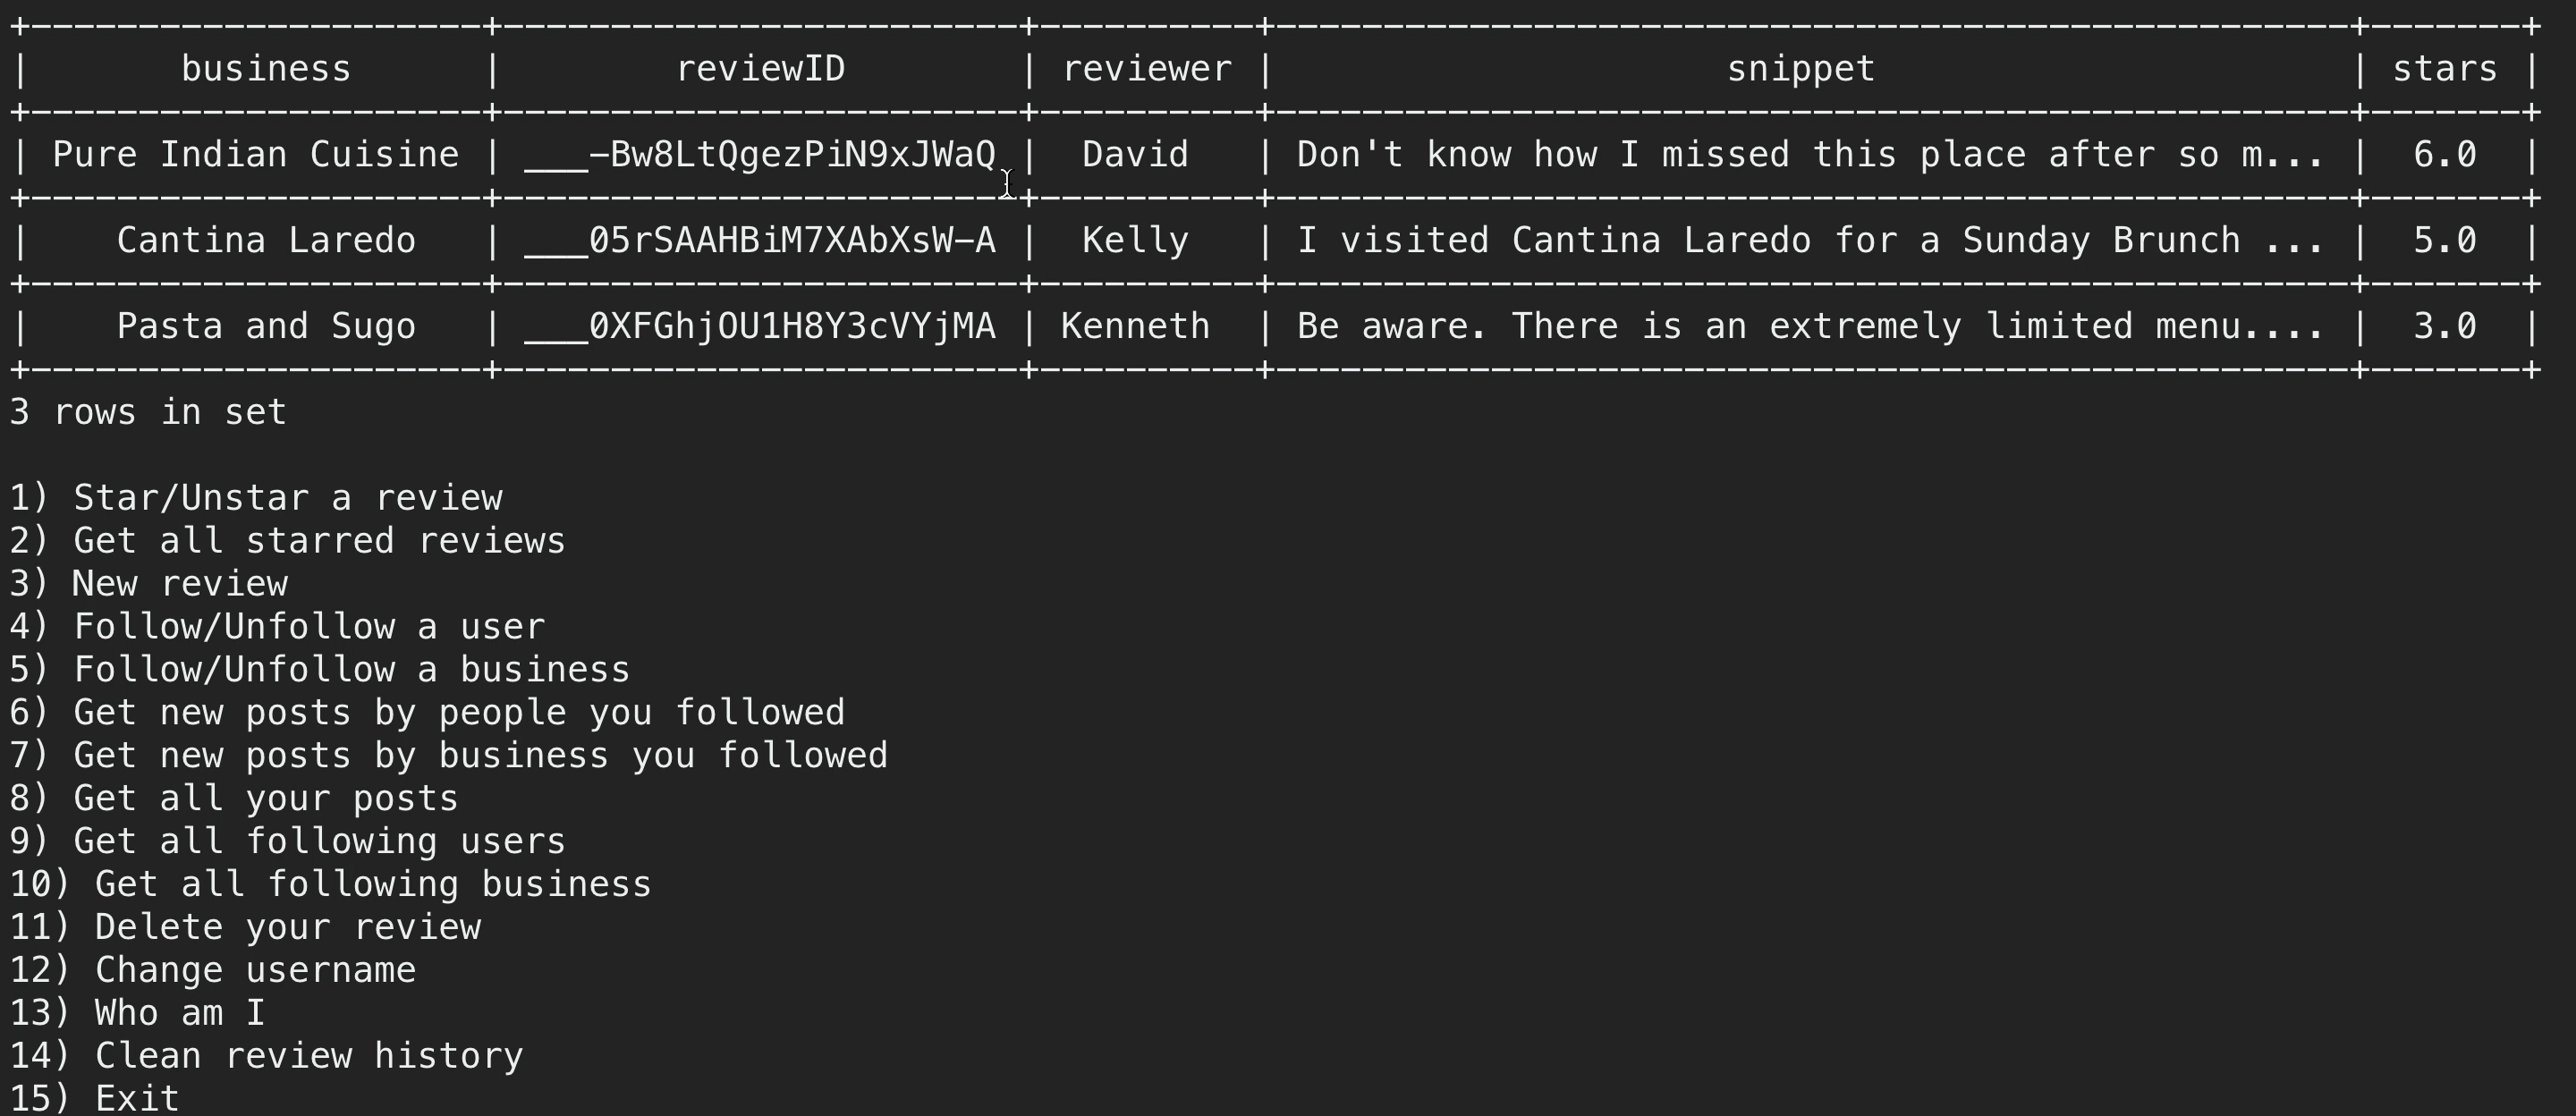 +---------------------+------------------------+----------+--------------------------------------------------+-------+
|       business      |        reviewID        | reviewer |                     snippet                      | stars |
+---------------------+------------------------+----------+--------------------------------------------------+-------+
| Pure Indian Cuisine | ___-Bw8LtQgezPiN9xJWaQ |  David   | Don't know how I missed this place after so m... |  6.0  |
+---------------------+------------------------+----------+--------------------------------------------------+-------+
|    Cantina Laredo   | ___05rSAAHBiM7XAbXsW-A |  Kelly   | I visited Cantina Laredo for a Sunday Brunch ... |  5.0  |
+---------------------+------------------------+----------+--------------------------------------------------+-------+
|    Pasta and Sugo   | ___0XFGhjOU1H8Y3cVYjMA | Kenneth  | Be aware. There is an extremely limited menu.... |  3.0  |
+---------------------+------------------------+----------+--------------------------------------------------+-------+
3 rows in set
1) Star/Unstar a review
2) Get all starred reviews
3) New review
4) Follow/Unfollow a user
5) Follow/Unfollow a business
6) Get new posts by people you followed
7) Get new posts by business you followed
8) Get all your posts
9) Get all following users
10) Get all following business
11) Delete your review
12) Change username
13) Who am I
14) Clean review history
15) Exit